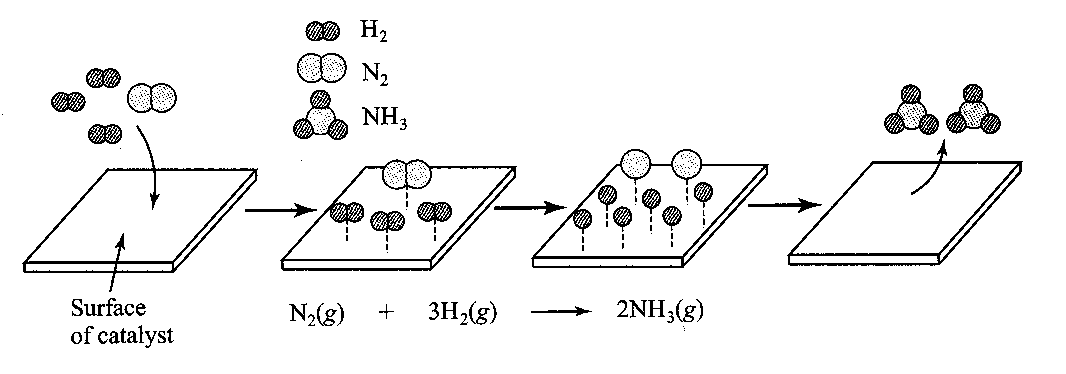 H₂
N₂
NH₃
Surface
of catalyst
N₂(g) + 3H₂(g) → 2NH₃(g)